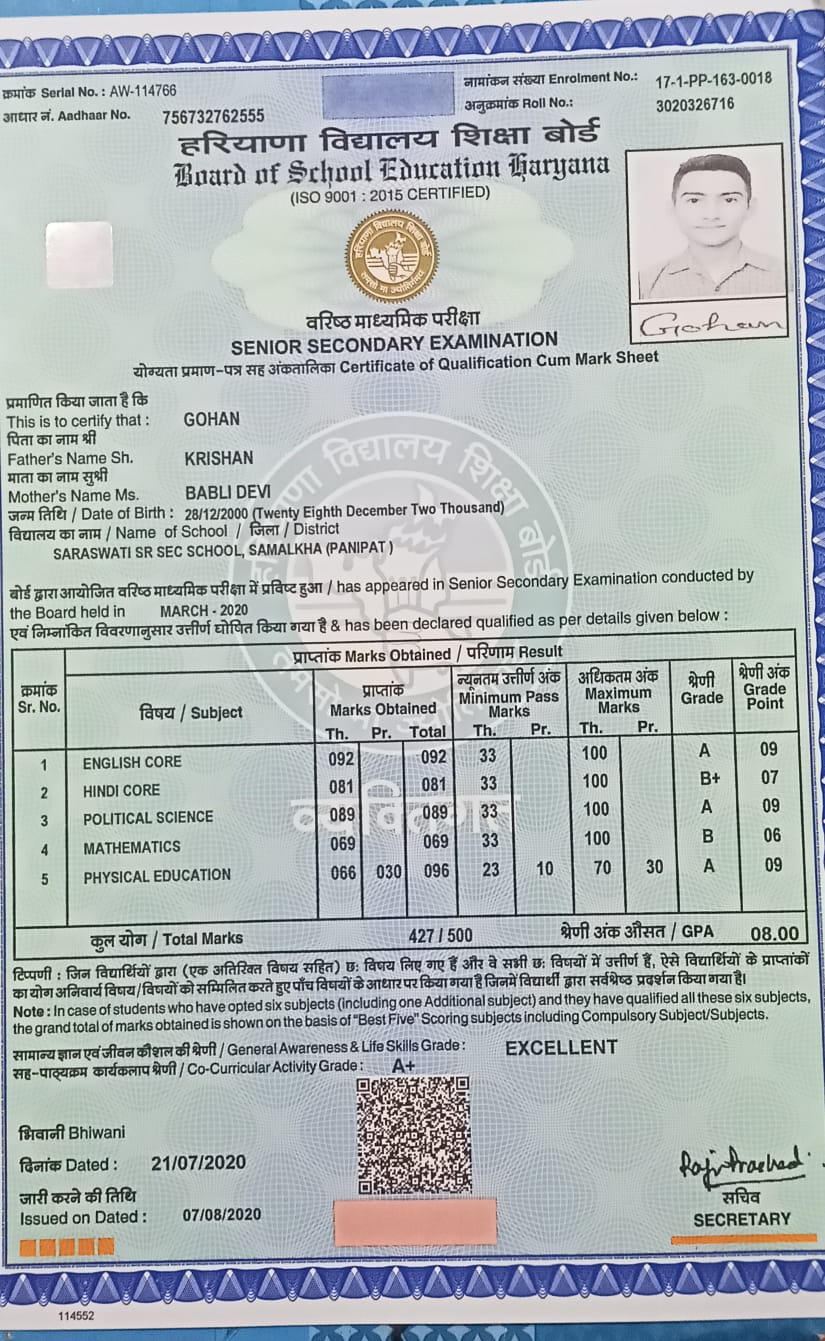 क्रमांक Serial No. : AW-114766
नामांकन संख्या Enrolment No.: 17-1-PP-163-0018
आधार नं. Aadhaar No. 756732762555
अनुक्रमांक Roll No.: 3020326716
हरियाणा विद्यालय शिक्षा बोर्ड
Board of School Education Haryana
(ISO 9001 : 2015 CERTIFIED)
हरियाणा विद्यालय शिक्षा बोर्ड
तमसो मा ज्योतिर्गमय
Gohan
वरिष्ठ माध्यमिक परीक्षा
SENIOR SECONDARY EXAMINATION
योग्यता प्रमाण-पत्र सह अंकतालिका Certificate of Qualification Cum Mark Sheet
प्रमाणित किया जाता है कि
This is to certify that : GOHAN
पिता का नाम श्री
Father's Name Sh. KRISHAN
माता का नाम सुश्री
Mother's Name Ms. BABLI DEVI
जन्म तिथि / Date of Birth : 28/12/2000 (Twenty Eighth December Two Thousand)
विद्यालय का नाम / Name of School / जिला / District
SARASWATI SR SEC SCHOOL, SAMALKHA (PANIPAT )
बोर्ड द्वारा आयोजित वरिष्ठ माध्यमिक परीक्षा में प्रविष्ट हुआ / has appeared in Senior Secondary Examination conducted by
the Board held in MARCH - 2020
एवं निम्नांकित विवरणानुसार उत्तीर्ण घोषित किया गया है & has been declared qualified as per details given below :
प्राप्तांक Marks Obtained / परिणाम Result
क्रमांक Sr. No. विषय / Subject प्राप्तांक Marks Obtained न्यूनतम उत्तीर्ण अंक Minimum Pass Marks अधिकतम अंक Maximum Marks श्रेणी Grade श्रेणी अंक Grade Point
Th. Pr. Total Th. Pr. Th. Pr.
1 ENGLISH CORE 092 092 33 100 A 09
2 HINDI CORE 081 081 33 100 B+ 07
3 POLITICAL SCIENCE 089 089 33 100 A 09
4 MATHEMATICS 069 069 33 100 B 06
5 PHYSICAL EDUCATION 066 030 096 23 10 70 30 A 09
व्यक्तिगत
कुल योग / Total Marks 427 / 500 श्रेणी अंक औसत / GPA 08.00
टिप्पणी : जिन विद्यार्थियों द्वारा (एक अतिरिक्त विषय सहित) छः विषय लिए गए हैं और वे सभी छः विषयों में उत्तीर्ण हैं, ऐसे विद्यार्थियों के प्राप्तांकों
का योग अनिवार्य विषय/विषयों को सम्मिलित करते हुए पाँच विषयों के आधार पर किया गया है जिनमें विद्यार्थी द्वारा सर्वश्रेष्ठ प्रदर्शन किया गया है।
Note : In case of students who have opted six subjects (including one Additional subject) and they have qualified all these six subjects,
the grand total of marks obtained is shown on the basis of "Best Five" Scoring subjects including Compulsory Subject/Subjects.
सामान्य ज्ञान एवं जीवन कौशल की श्रेणी / General Awareness & Life Skills Grade : EXCELLENT
सह-पाठ्यक्रम कार्यकलाप श्रेणी / Co-Curricular Activity Grade : A+
भिवानी Bhiwani
दिनांक Dated : 21/07/2020
जारी करने की तिथि
Issued on Dated : 07/08/2020
Rajiv Prashad
सचिव
SECRETARY
114552